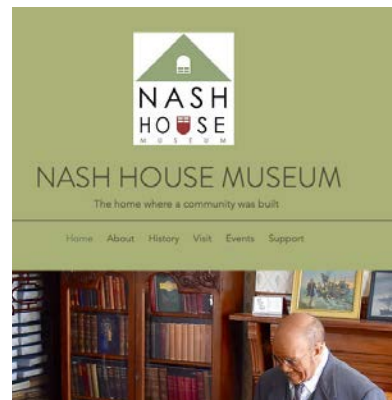 NASH
HOUSE
MUSEUM
NASH HOUSE MUSEUM
The home where a community was built
Home About History Visit Events Support